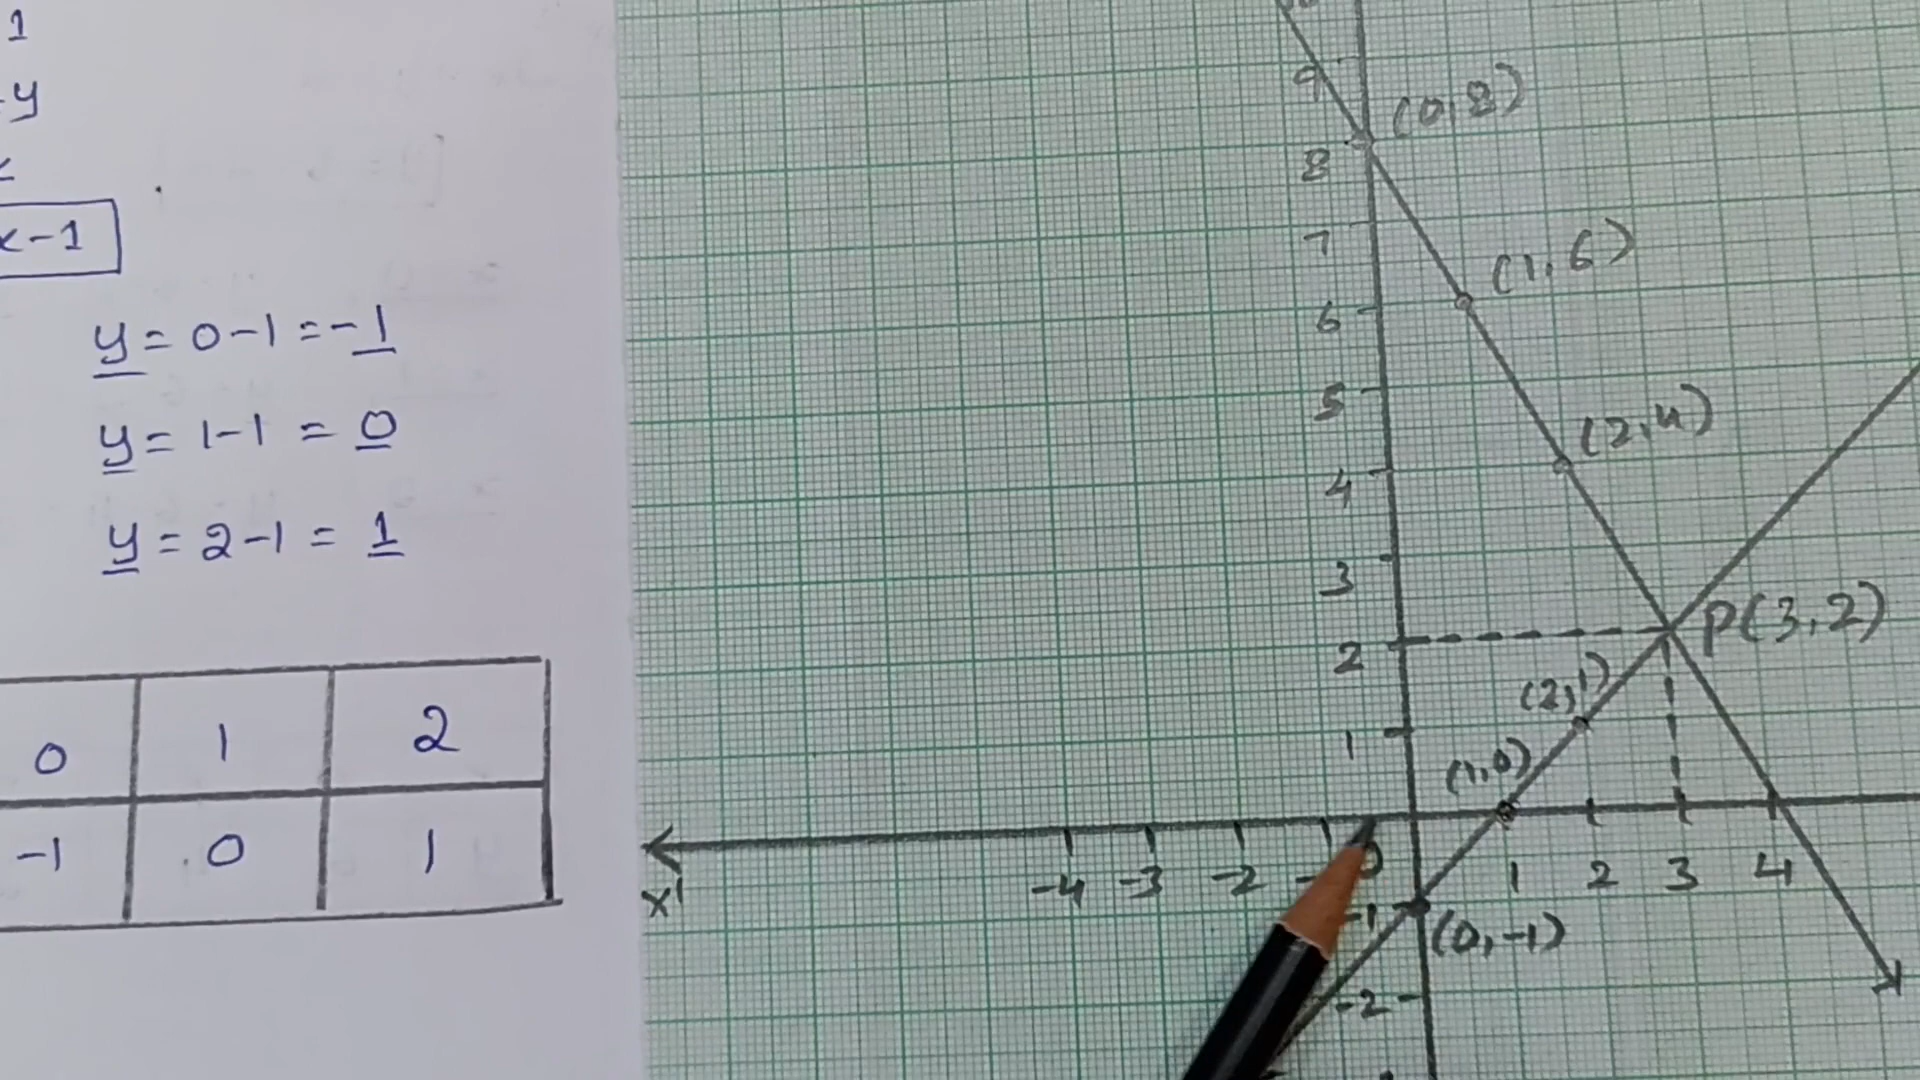 1
-y
x-1
y = 0-1 = -1
y = 1-1 = 0
y = 2-1 = 1
0 1 2
-1 0 1
9
(0,8)
8
7
(1,6)
6
5
(2,4)
4
3
P(3,2)
2
(2,1)
1
(1,0)
x'
-4 -3 -2 0 1 2 3 4
-1
(0,-1)
-2